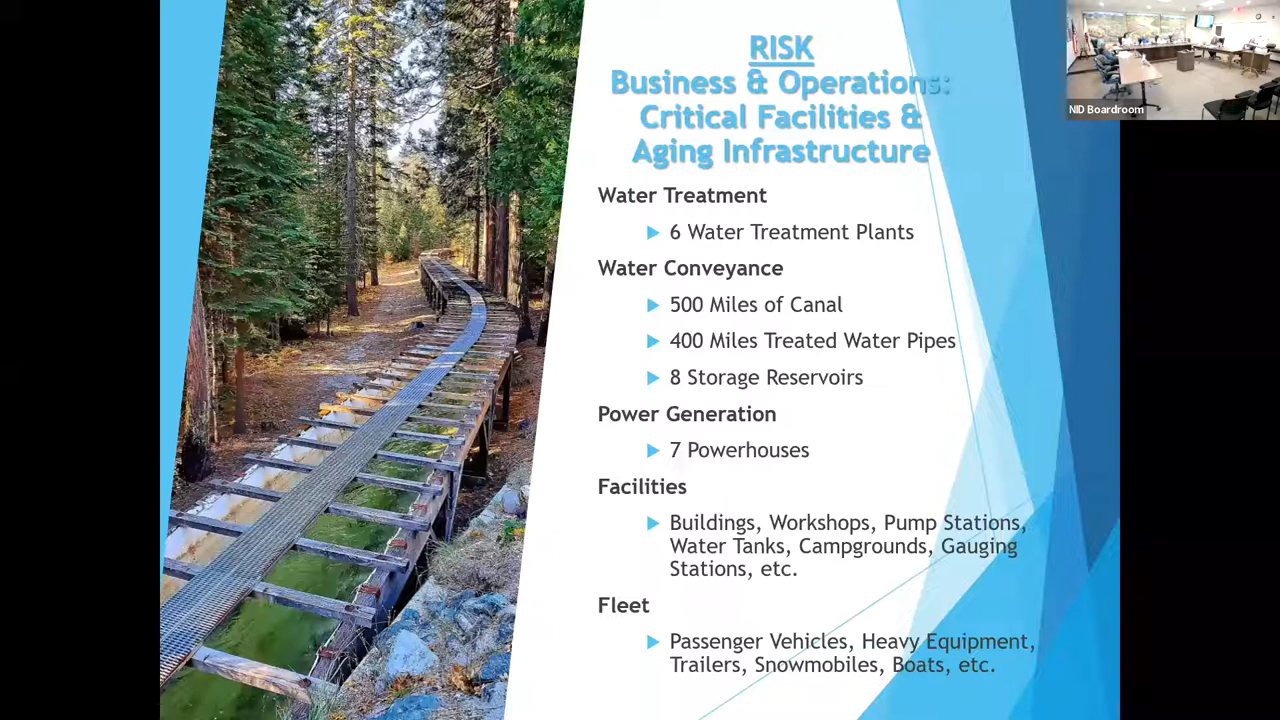 RISK
Business & Operations:
Critical Facilities &
Aging Infrastructure
Water Treatment
6 Water Treatment Plants
Water Conveyance
500 Miles of Canal
400 Miles Treated Water Pipes
8 Storage Reservoirs
Power Generation
7 Powerhouses
Facilities
Buildings, Workshops, Pump Stations,
Water Tanks, Campgrounds, Gauging
Stations, etc.
Fleet
Passenger Vehicles, Heavy Equipment,
Trailers, Snowmobiles, Boats, etc.
NID Boardroom